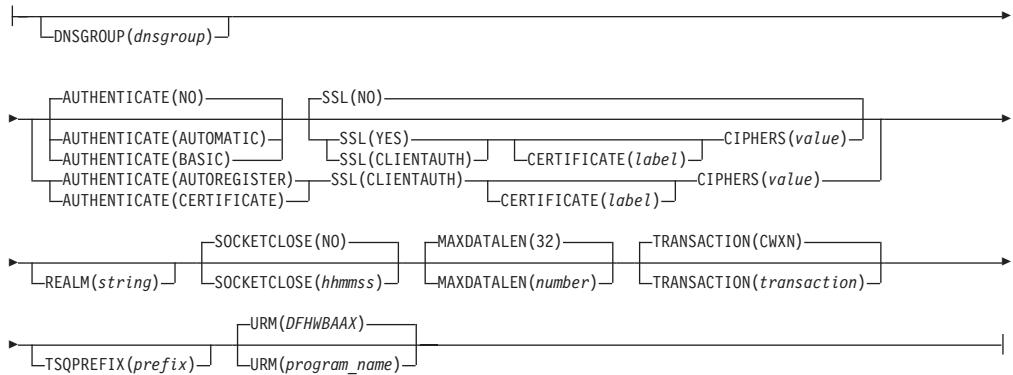 DNSGROUP(dnsgroup)
AUTHENTICATE(NO) SSL(NO)
AUTHENTICATE(AUTOMATIC) SSL(YES) CIPHERS(value)
AUTHENTICATE(BASIC) SSL(CLIENTAUTH) CERTIFICATE(label)
AUTHENTICATE(AUTOREGISTER) SSL(CLIENTAUTH) CIPHERS(value)
AUTHENTICATE(CERTIFICATE) CERTIFICATE(label)
SOCKETCLOSE(NO) MAXDATALEN(32) TRANSACTION(CWXN)
REALM(string) SOCKETCLOSE(hhmmss) MAXDATALEN(number) TRANSACTION(transaction)
URM(DFHWBAAX)
TSQPREFIX(prefix) URM(program_name)